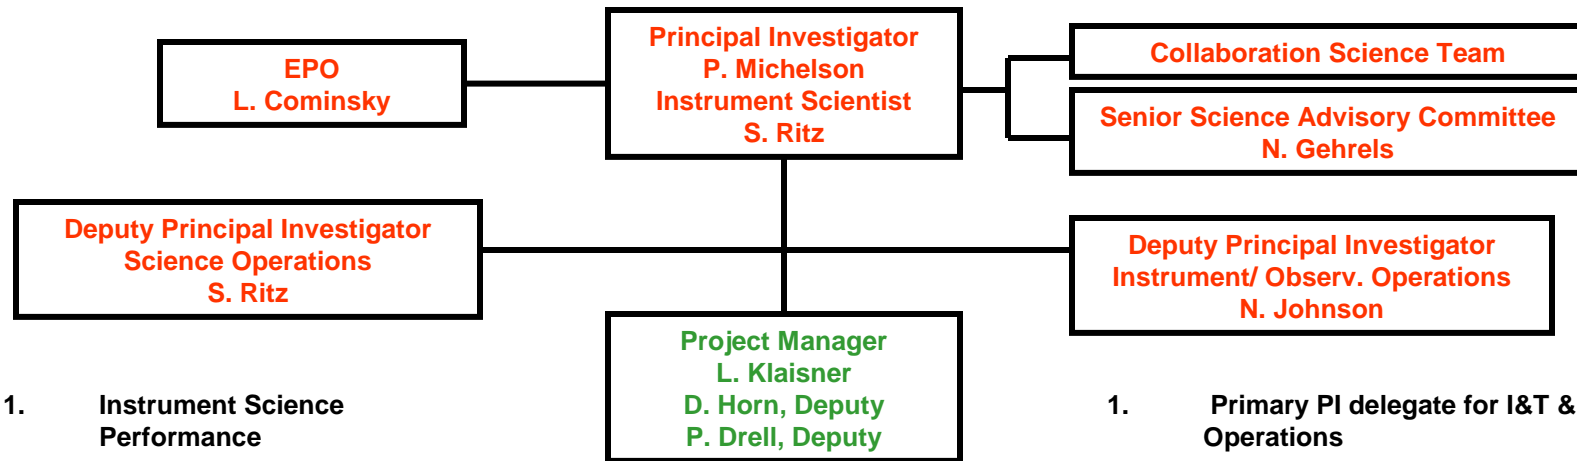 EPO
L. Cominsky
Principal Investigator
P. Michelson
Instrument Scientist
S. Ritz
Collaboration Science Team
Senior Science Advisory Committee
N. Gehrels
Deputy Principal Investigator
Science Operations
S. Ritz
Deputy Principal Investigator
Instrument/ Observ. Operations
N. Johnson
Project Manager
L. Klaisner
D. Horn, Deputy
P. Drell, Deputy
1. Instrument Science
Performance
1. Primary PI delegate for I&T &
Operations